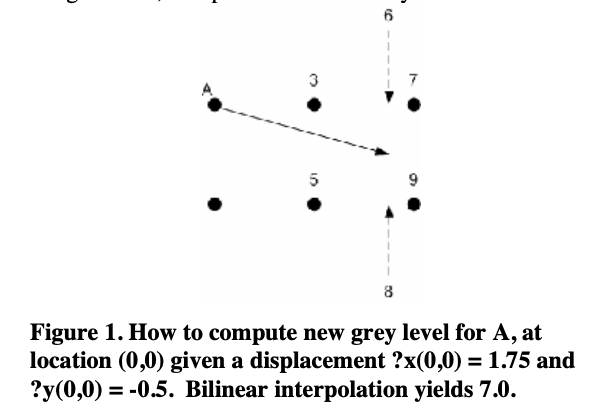 6
A 3 7
5 9
8
Figure 1. How to compute new grey level for A, at
location (0,0) given a displacement ?x(0,0) = 1.75 and
?y(0,0) = -0.5. Bilinear interpolation yields 7.0.